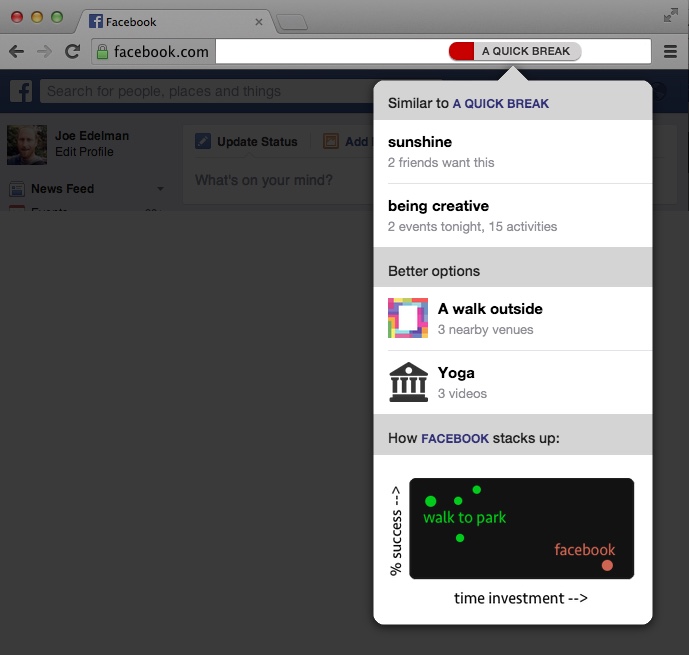 Facebook
facebook.com
A QUICK BREAK
Search for people, places and things
Joe Edelman
Edit Profile
Update Status
Add
What's on your mind?
News Feed
Events
Similar to A QUICK BREAK
sunshine
2 friends want this
being creative
2 events tonight, 15 activities
Better options
A walk outside
3 nearby venues
Yoga
3 videos
How FACEBOOK stacks up:
% success -->
walk to park
facebook
time investment -->